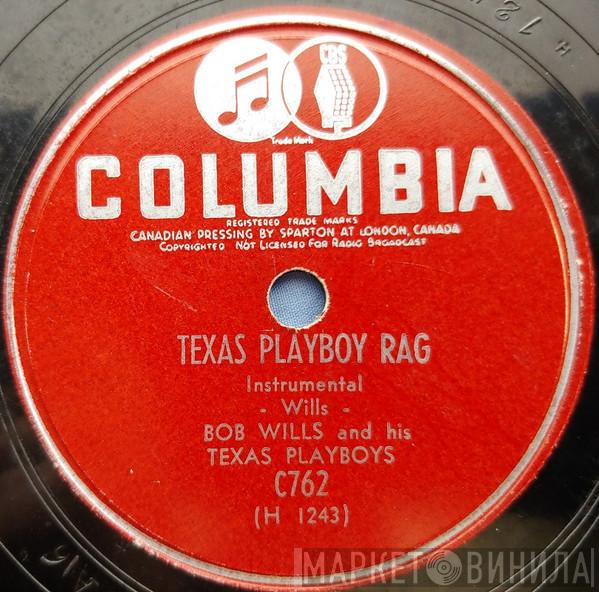 CBS
Trade Mark
COLUMBIA
REGISTERED TRADE MARKS
CANADIAN PRESSING BY SPARTON AT LONDON, CANADA
COPYRIGHTED NOT LICENSED FOR RADIO BROADCAST
TEXAS PLAYBOY RAG
Instrumental
- Wills -
BOB WILLS and his
TEXAS PLAYBOYS
C762
(H 1243)
МАРКЕТ ВИНИЛА